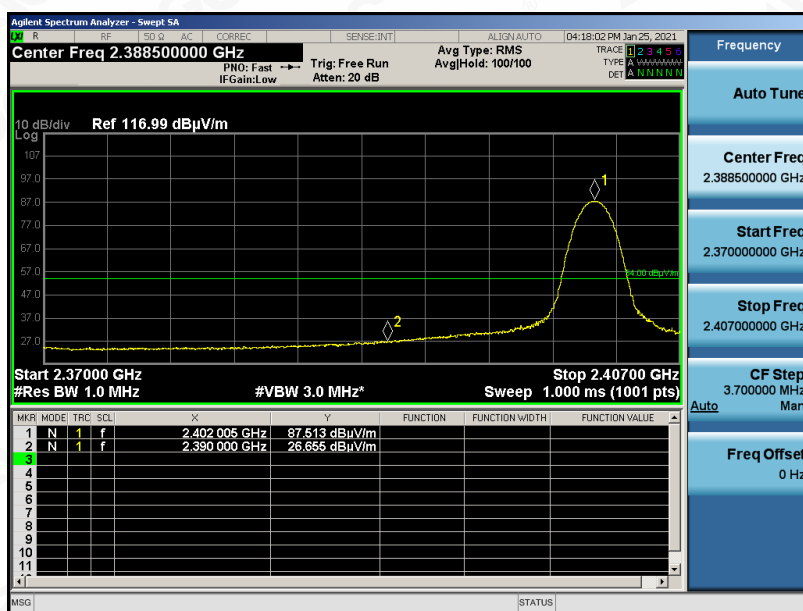 Agilent Spectrum Analyzer - Swept SA
LXI R RF 50 Ω AC CORREC SENSE:INT ALIGN AUTO 04:18:02 PM Jan 25, 2021
Center Freq 2.388500000 GHz
PNO: Fast
IFGain:Low
Trig: Free Run
Atten: 20 dB
Avg Type: RMS
Avg|Hold: 100/100
TRACE 1 2 3 4 5 6
TYPE A
DET A N N N N N
10 dB/div Ref 116.99 dBµV/m
Log
107
97.0
87.0
77.0
67.0
57.0
47.0
37.0
27.0
1
2
54.00 dBµV/m
Start 2.37000 GHz Stop 2.40700 GHz
#Res BW 1.0 MHz #VBW 3.0 MHz* Sweep 1.000 ms (1001 pts)
MKR MODE TRC SCL X Y FUNCTION FUNCTION WIDTH FUNCTION VALUE
1 N 1 f 2.402 005 GHz 87.513 dBµV/m
2 N 1 f 2.390 000 GHz 26.655 dBµV/m
3
4
5
6
7
8
9
10
11
MSG STATUS
Frequency
Auto Tune
Center Freq
2.388500000 GHz
Start Freq
2.370000000 GHz
Stop Freq
2.407000000 GHz
CF Step
3.700000 MHz
Auto Man
Freq Offset
0 Hz